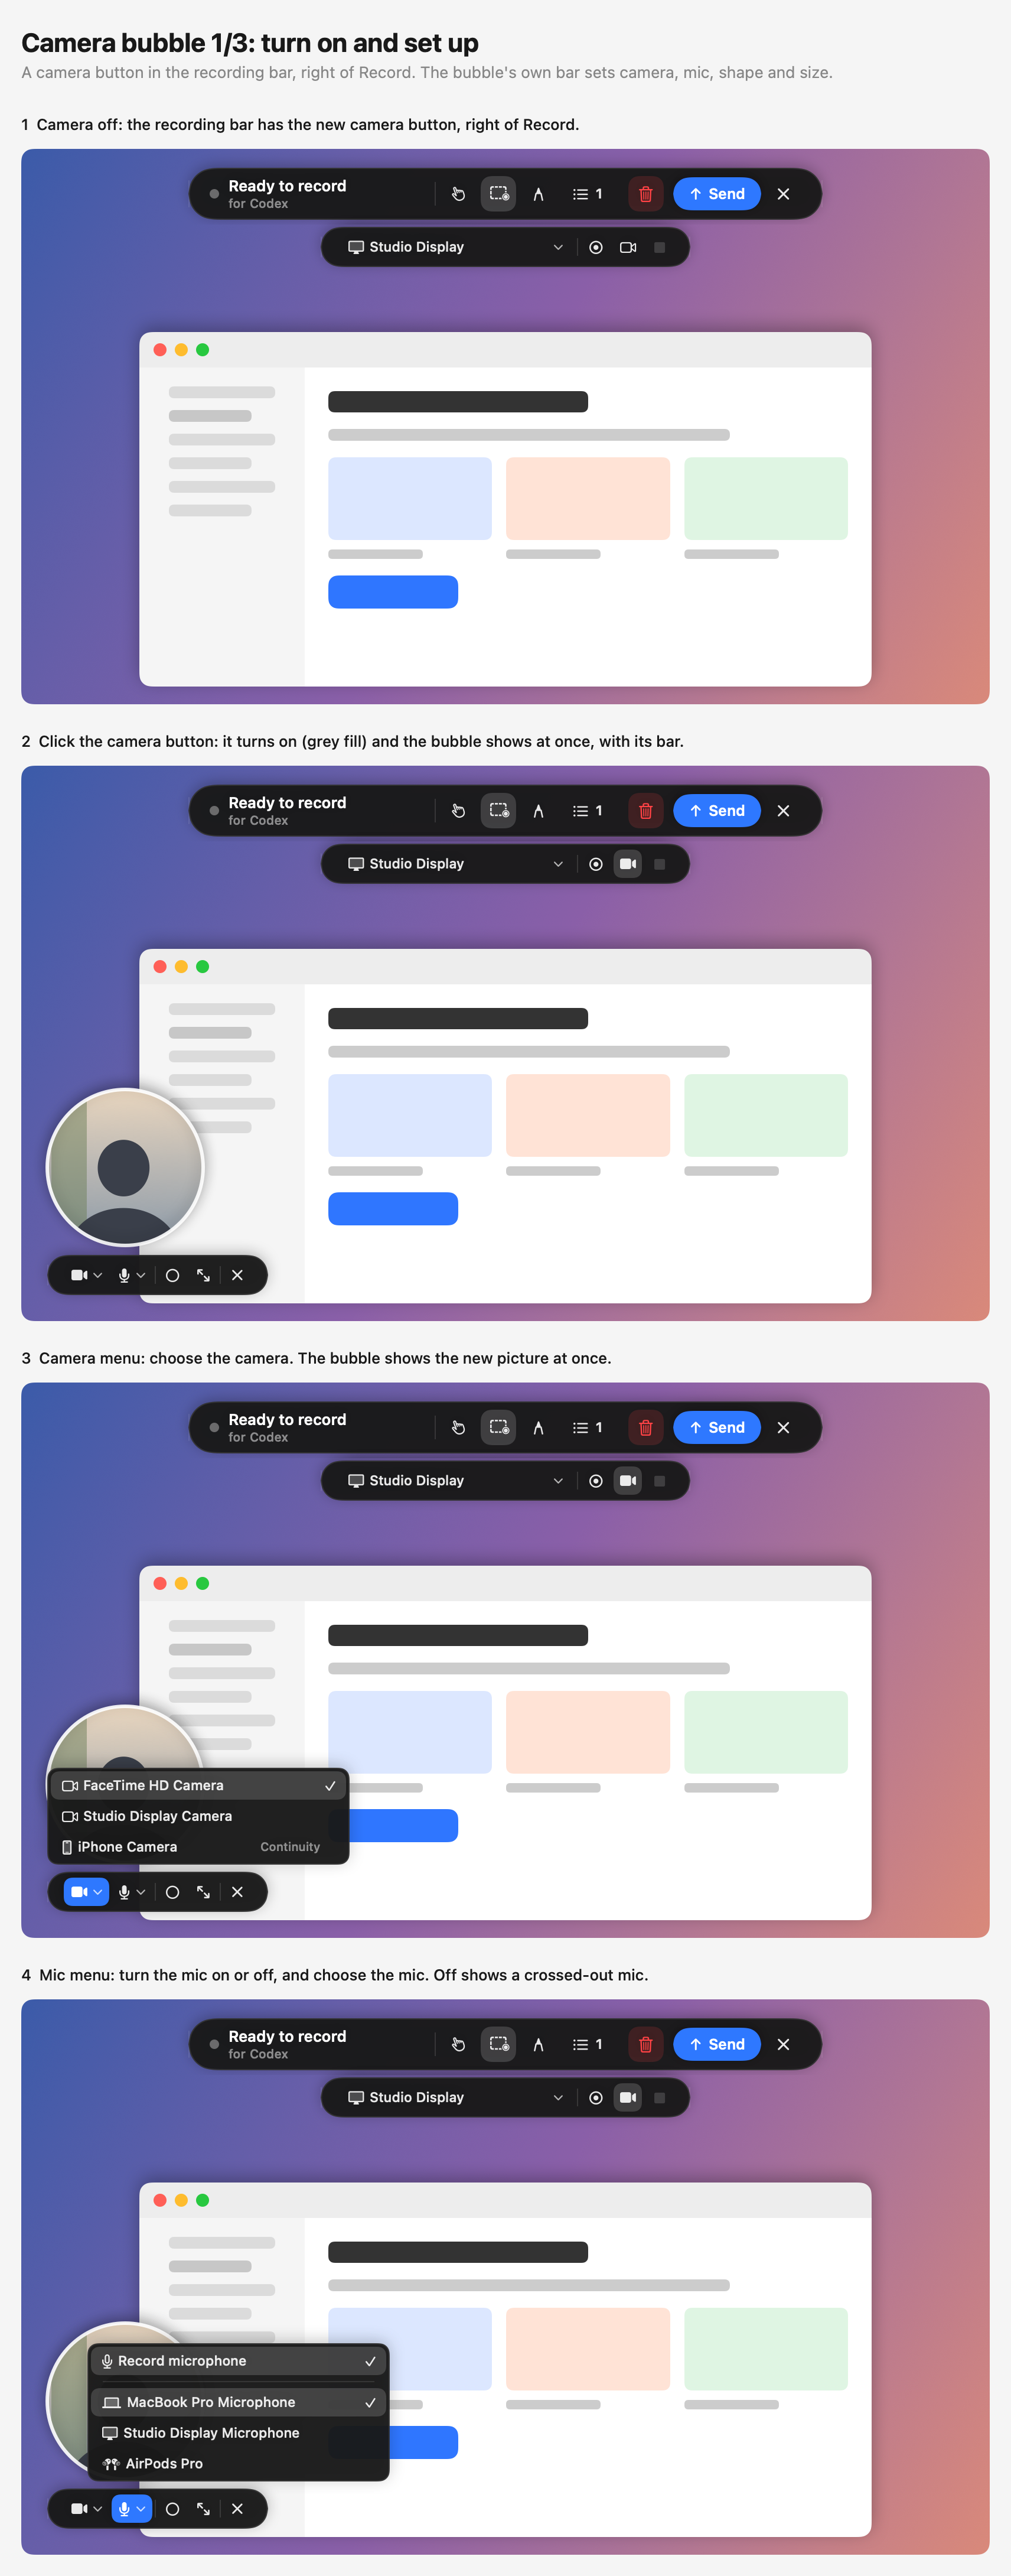 Camera bubble 1/3: turn on and set up
A camera button in the recording bar, right of Record. The bubble's own bar sets camera, mic, shape and size.
1 Camera off: the recording bar has the new camera button, right of Record.
Ready to record
for Codex
1
Send
Studio Display
2 Click the camera button: it turns on (grey fill) and the bubble shows at once, with its bar.
Ready to record
for Codex
1
Send
Studio Display
3 Camera menu: choose the camera. The bubble shows the new picture at once.
Ready to record
for Codex
1
Send
Studio Display
FaceTime HD Camera
Studio Display Camera
iPhone Camera Continuity
4 Mic menu: turn the mic on or off, and choose the mic. Off shows a crossed-out mic.
Ready to record
for Codex
1
Send
Studio Display
Record microphone
MacBook Pro Microphone
Studio Display Microphone
AirPods Pro